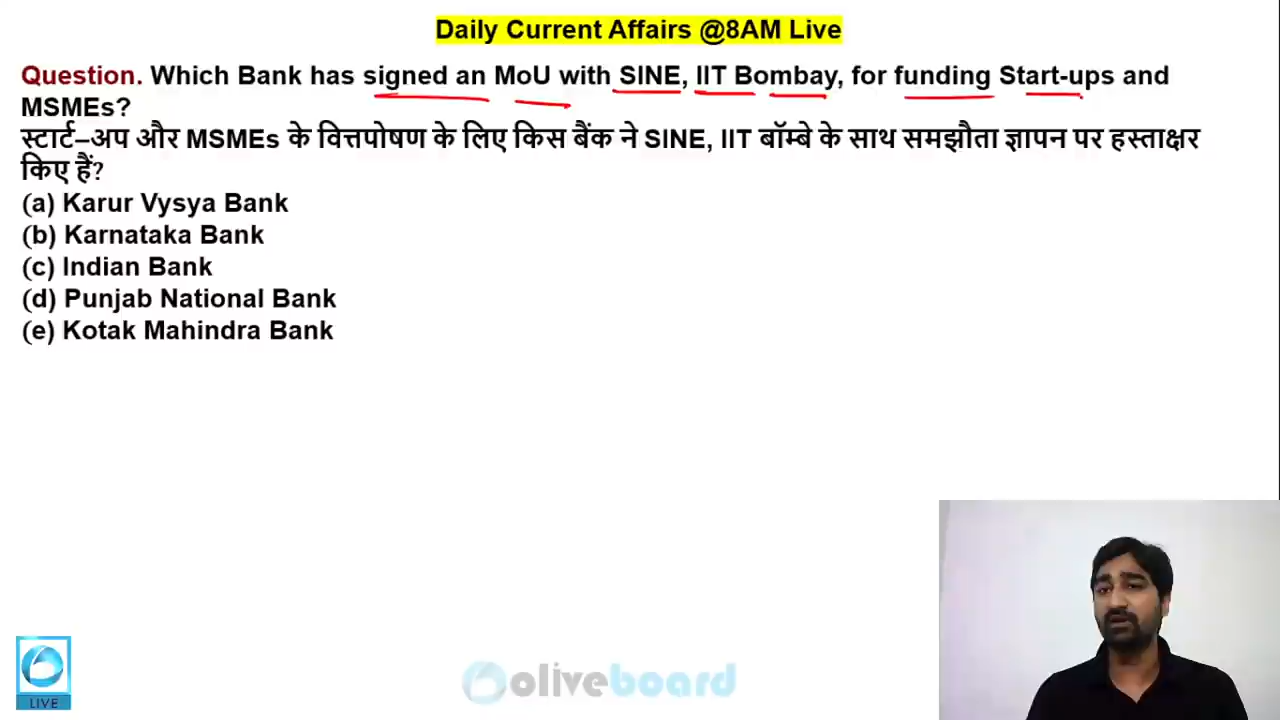 Daily Current Affairs @8AM Live
Question. Which Bank has signed an MoU with SINE, IIT Bombay, for funding Start-ups and
MSMEs?
स्टार्ट–अप और MSMEs के वित्तपोषण के लिए किस बैंक ने SINE, IIT बॉम्बे के साथ समझौता ज्ञापन पर हस्ताक्षर
किए हैं?
(a) Karur Vysya Bank
(b) Karnataka Bank
(c) Indian Bank
(d) Punjab National Bank
(e) Kotak Mahindra Bank
LIVE
oliveboard